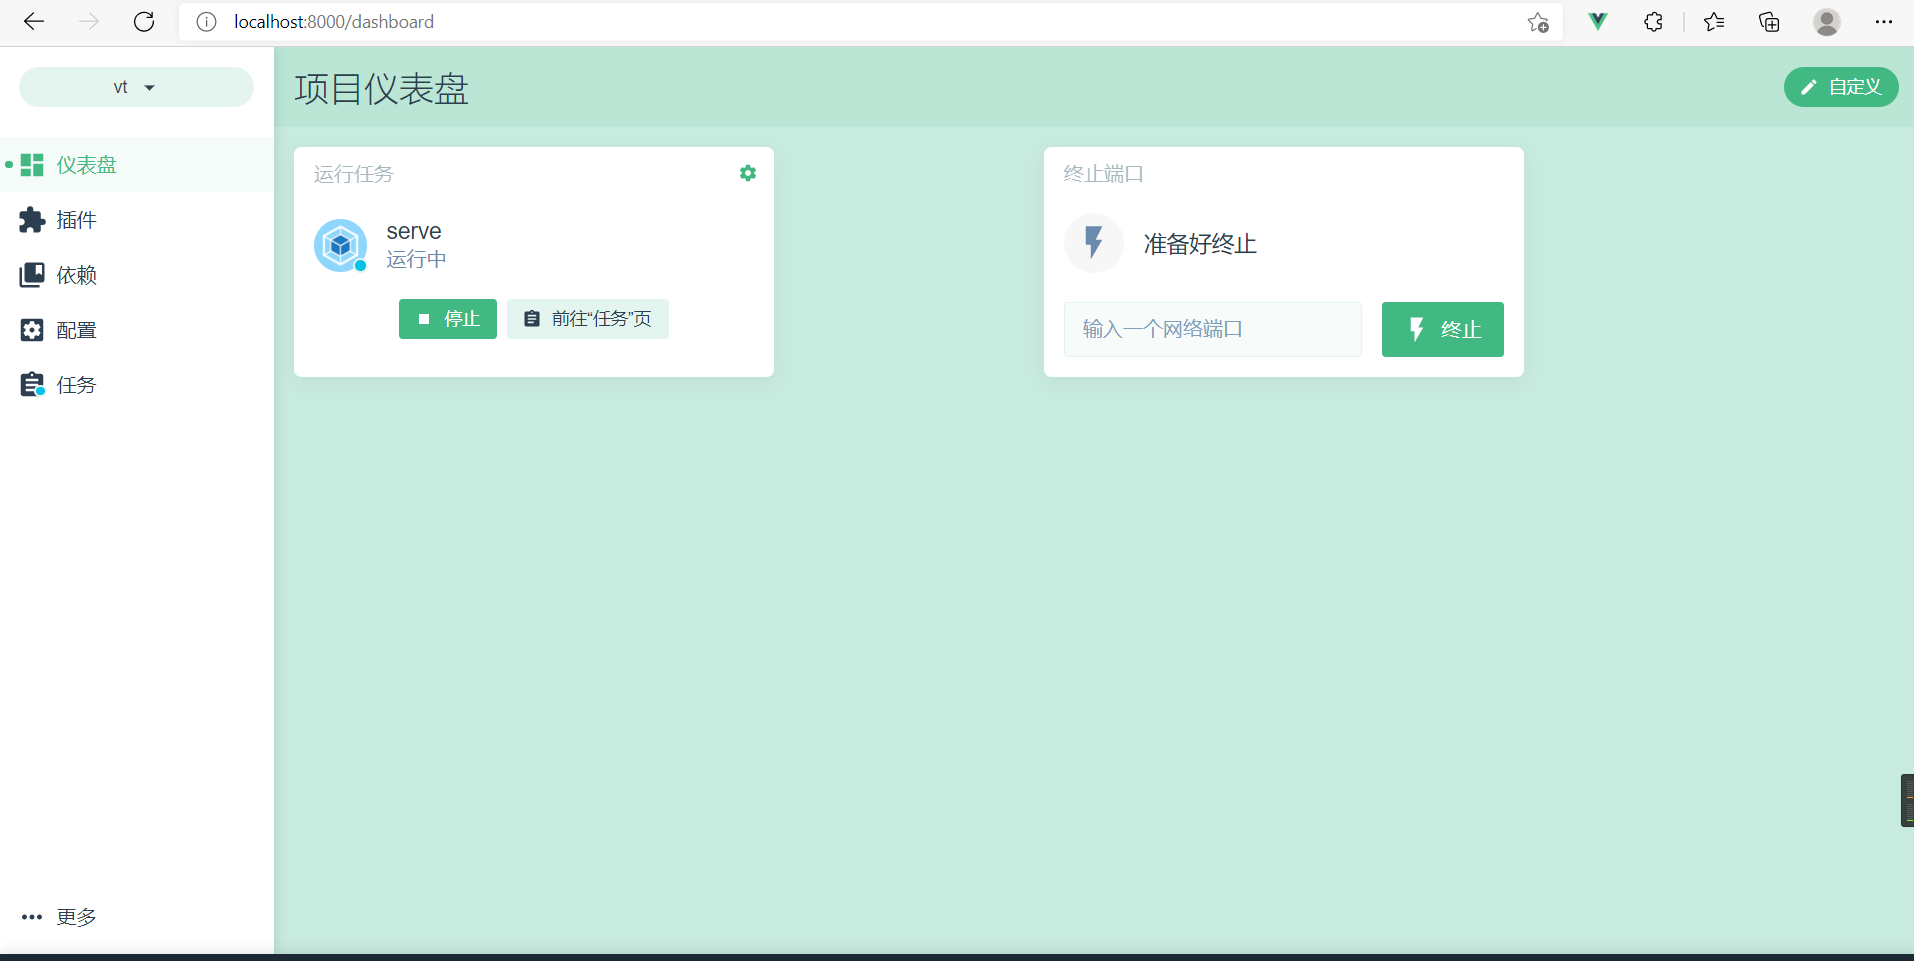 localhost:8000/dashboard
vt
项目仪表盘
自定义
仪表盘
插件
依赖
配置
任务
更多
运行任务
serve
运行中
停止
前往“任务”页
终止端口
准备好终止
输入一个网络端口
终止